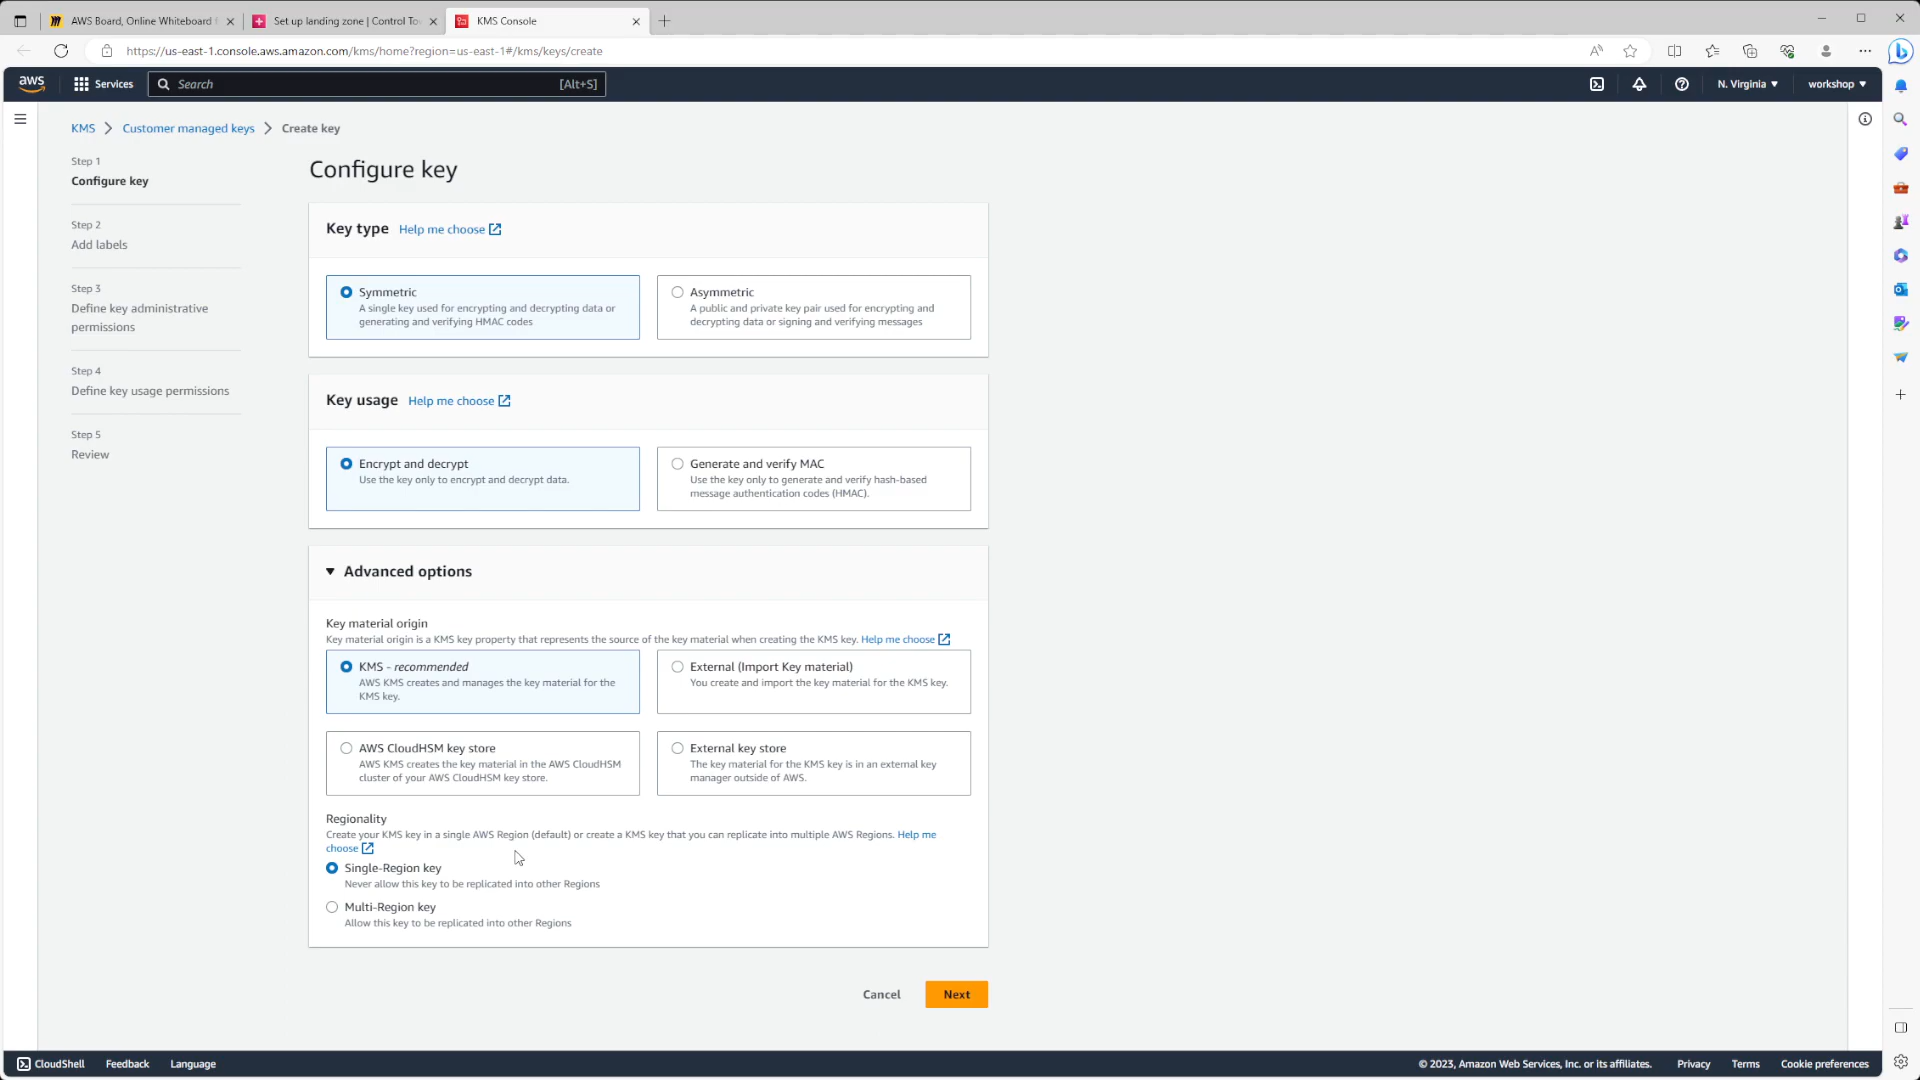 AWS Board, Online Whiteboard f
Set up landing zone | Control To
KMS Console
https://us-east-1.console.aws.amazon.com/kms/home?region=us-east-1#/kms/keys/create
aws
Services
Search
[Alt+S]
N. Virginia ▼
workshop ▼
KMS > Customer managed keys > Create key
Step 1
Configure key
Step 2
Add labels
Step 3
Define key administrative
permissions
Step 4
Define key usage permissions
Step 5
Review
Configure key
Key type Help me choose
Symmetric
A single key used for encrypting and decrypting data or
generating and verifying HMAC codes
Asymmetric
A public and private key pair used for encrypting and
decrypting data or signing and verifying messages
Key usage Help me choose
Encrypt and decrypt
Use the key only to encrypt and decrypt data.
Generate and verify MAC
Use the key only to generate and verify hash-based
message authentication codes (HMAC).
▼ Advanced options
Key material origin
Key material origin is a KMS key property that represents the source of the key material when creating the KMS key. Help me choose
KMS - recommended
AWS KMS creates and manages the key material for the
KMS key.
External (Import Key material)
You create and import the key material for the KMS key.
AWS CloudHSM key store
AWS KMS creates the key material in the AWS CloudHSM
cluster of your AWS CloudHSM key store.
External key store
The key material for the KMS key is in an external key
manager outside of AWS.
Regionality
Create your KMS key in a single AWS Region (default) or create a KMS key that you can replicate into multiple AWS Regions. Help me
choose
Single-Region key
Never allow this key to be replicated into other Regions
Multi-Region key
Allow this key to be replicated into other Regions
Cancel
Next
CloudShell
Feedback
Language
© 2023, Amazon Web Services, Inc. or its affiliates.
Privacy
Terms
Cookie preferences